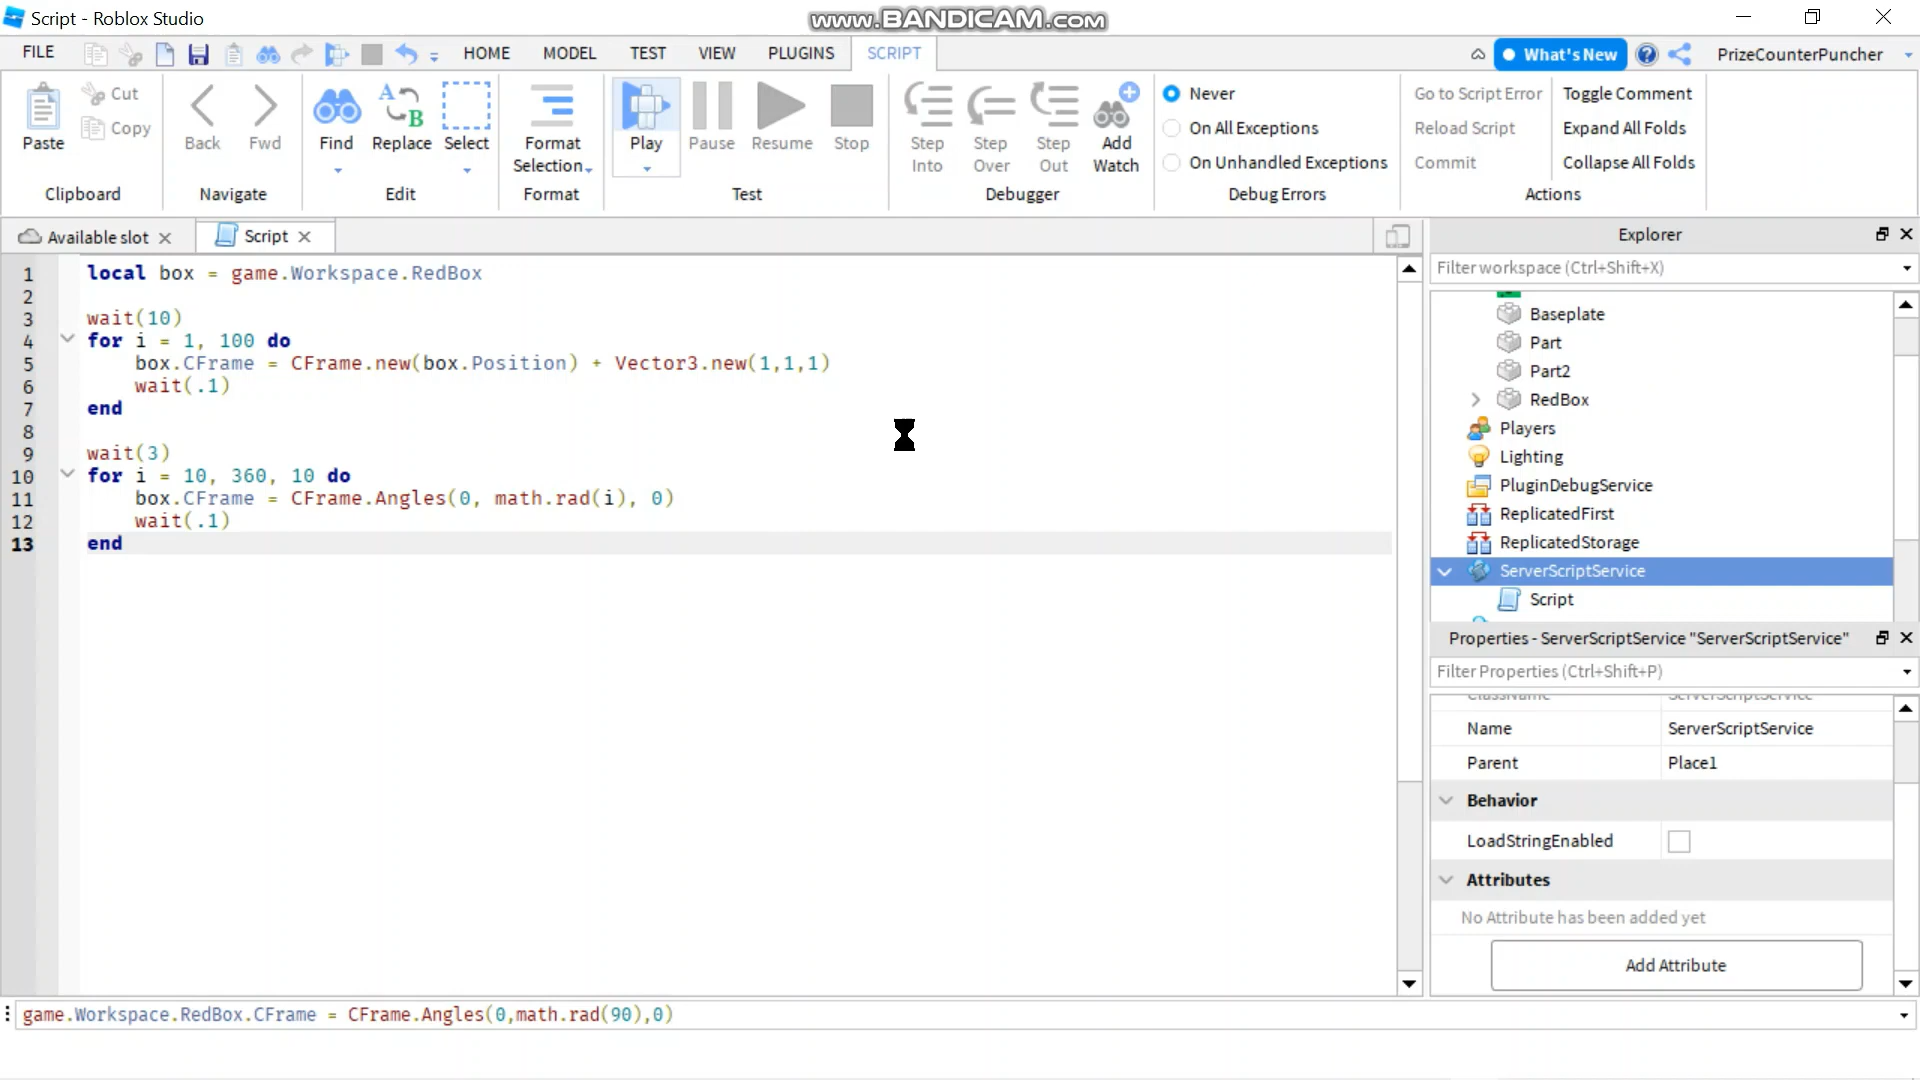 Script - Roblox Studio
www.BANDICAM.com
FILE
HOME
MODEL
TEST
VIEW
PLUGINS
SCRIPT
What's New
PrizeCounterPuncher
Paste
Cut
Copy
Clipboard
Back
Fwd
Navigate
Find
Replace
Select
Edit
Format
Selection
Format
Play
Pause
Resume
Stop
Test
Step
Into
Step
Over
Step
Out
Add
Watch
Debugger
Never
On All Exceptions
On Unhandled Exceptions
Debug Errors
Go to Script Error
Reload Script
Commit
Toggle Comment
Expand All Folds
Collapse All Folds
Actions
Available slot
Script
1 local box = game.Workspace.RedBox
2
3 wait(10)
4 for i = 1, 100 do
5 box.CFrame = CFrame.new(box.Position) + Vector3.new(1,1,1)
6 wait(.1)
7 end
8
9 wait(3)
10 for i = 10, 360, 10 do
11 box.CFrame = CFrame.Angles(0, math.rad(i), 0)
12 wait(.1)
13 end
Explorer
Filter workspace (Ctrl+Shift+X)
Baseplate
Part
Part2
RedBox
Players
Lighting
PluginDebugService
ReplicatedFirst
ReplicatedStorage
ServerScriptService
Script
Properties - ServerScriptService "ServerScriptService"
Filter Properties (Ctrl+Shift+P)
ClassName ServerScriptService
Name ServerScriptService
Parent Place1
Behavior
LoadStringEnabled
Attributes
No Attribute has been added yet
Add Attribute
game.Workspace.RedBox.CFrame = CFrame.Angles(0,math.rad(90),0)